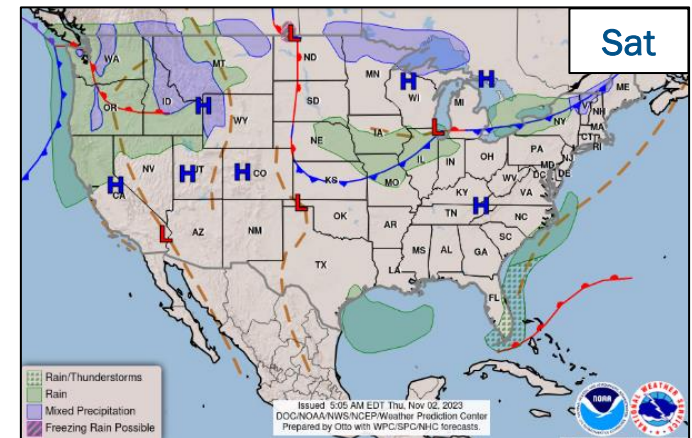 Sat
L
WA
MT
ND
MN
ME
OR
ID
H
WI
H
H
MI
VT
NH
SD
WY
NY
MA
CT
RI
L
IA
NE
PA
NJ
NV
UT
H
H
CO
IL
IN
OH
MD
DE
DC
WV
VA
H
CA
KS
MO
KY
L
H
TN
NC
OK
AR
SC
L
AZ
NM
MS
AL
GA
TX
LA
FL
Rain/Thunderstorms
Rain
Mixed Precipitation
Freezing Rain Possible
Issued 5:05 AM EDT Thu, Nov 02, 2023
DOC/NOAA/NWS/NCEP/Weather Prediction Center
Prepared by Otto with WPC/SPC/NHC forecasts.
NOAA
NATIONAL WEATHER SERVICE